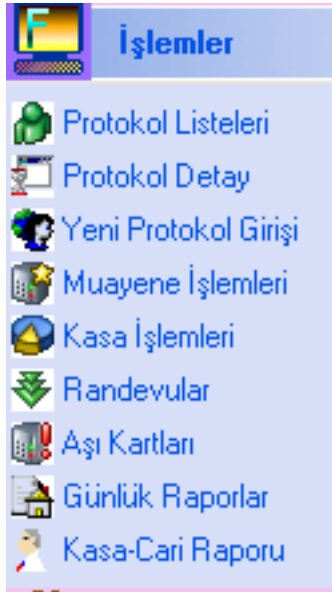 F
İşlemler
Protokol Listeleri
Protokol Detay
Yeni Protokol Girişi
Muayene İşlemleri
Kasa İşlemleri
Randevular
Aşı Kartları
Günlük Raporlar
Kasa-Cari Raporu